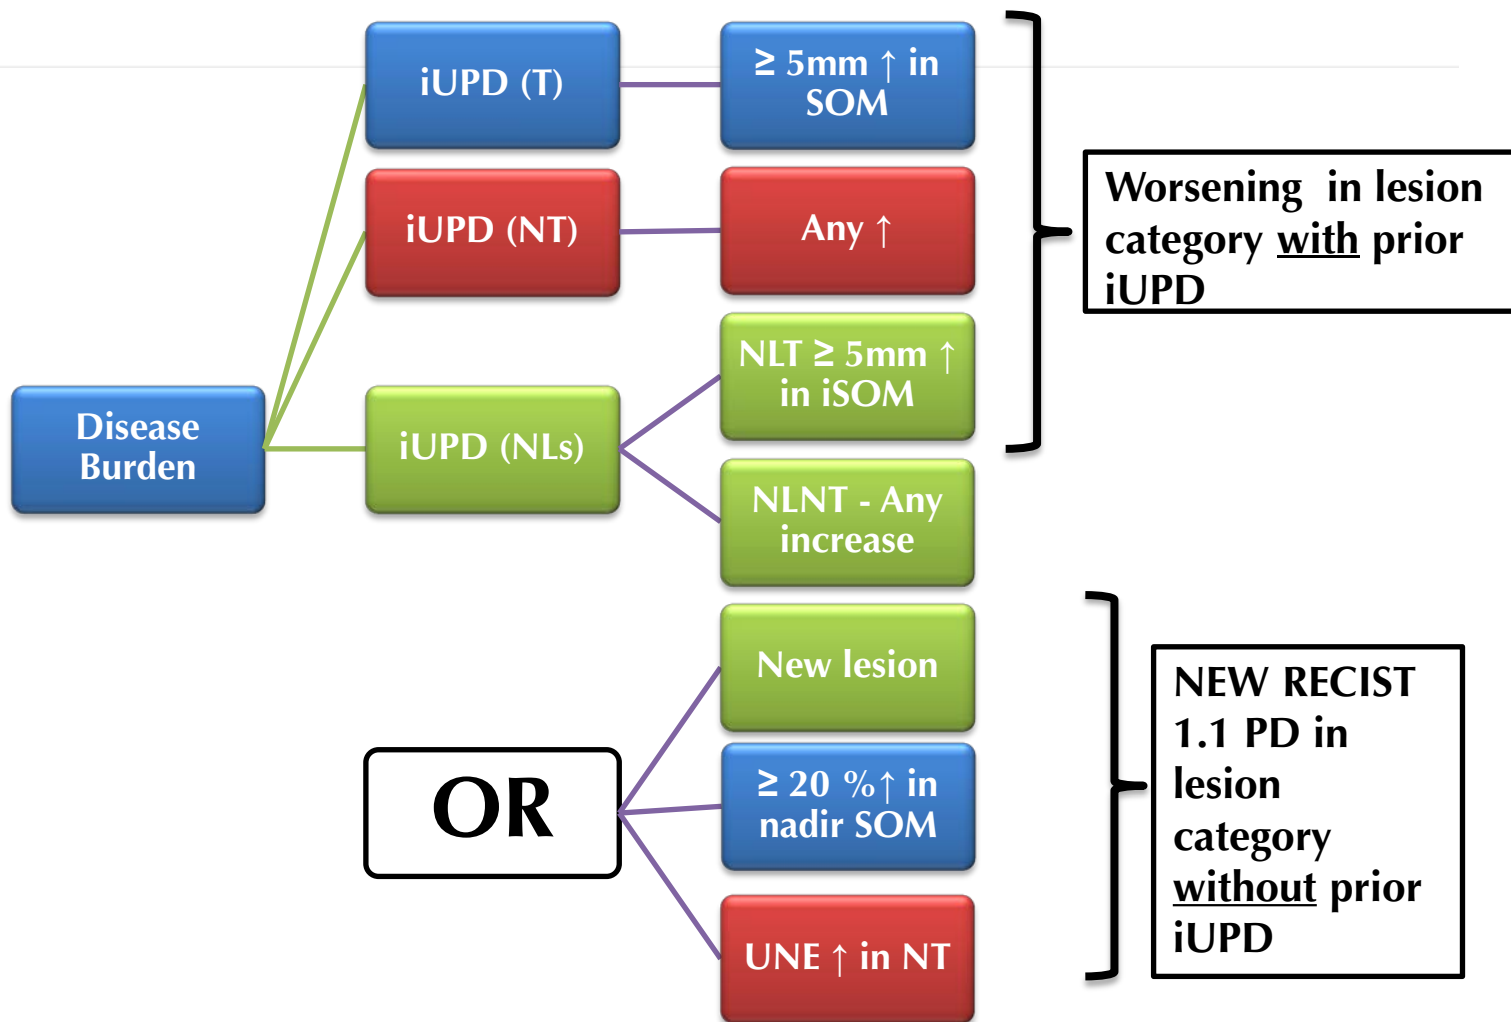 iUPD (T)
≥ 5mm ↑ in
SOM
iUPD (NT)
Any ↑
Worsening in lesion
category with prior
iUPD
Disease
Burden
iUPD (NLs)
NLT ≥ 5mm ↑
in iSOM
NLNT - Any
increase
OR
New lesion
≥ 20 %↑ in
nadir SOM
UNE ↑ in NT
NEW RECIST
1.1 PD in
lesion
category
without prior
iUPD